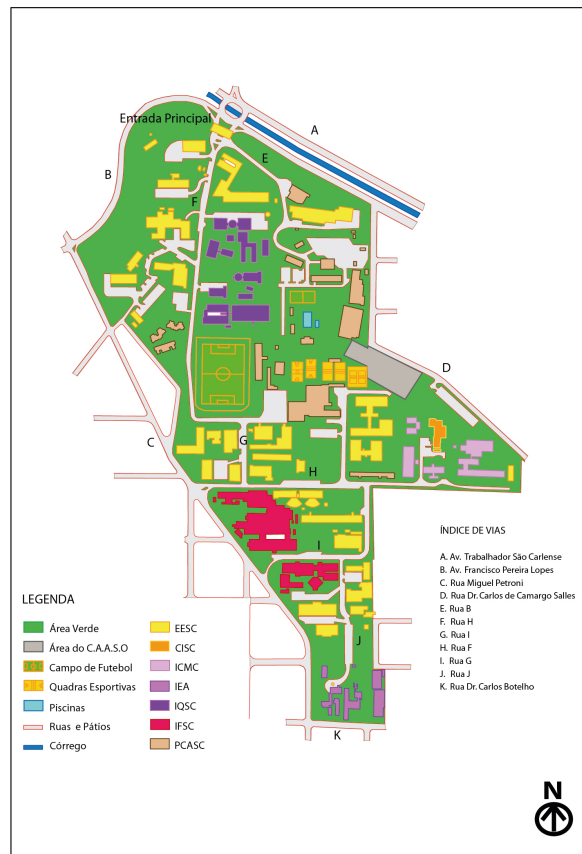 A
Entrada Principal
E
B
F
D
C
G
H
I
J
K
ÍNDICE DE VIAS
A. Av. Trabalhador São Carlense
B. Av. Francisco Pereira Lopes
C. Rua Miguel Petroni
D. Rua Dr. Carlos de Camargo Salles
E. Rua B
F. Rua H
G. Rua I
H. Rua F
I. Rua G
J. Rua J
K. Rua Dr. Carlos Botelho
LEGENDA
Área Verde
Área do C.A.A.S.O
Campo de Futebol
Quadras Esportivas
Piscinas
Ruas e Pátios
Córrego
EESC
CISC
ICMC
IEA
IQSC
IFSC
PCASC
N